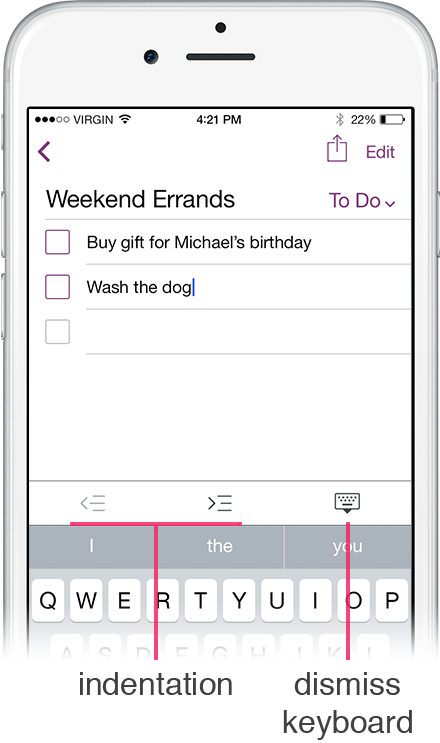 VIRGIN 4:21 PM 22%
Edit
Weekend Errands To Do
Buy gift for Michael's birthday
Wash the dog
I the you
Q W E R T Y U I O P
A S D F G H J K L
indentation dismiss
keyboard